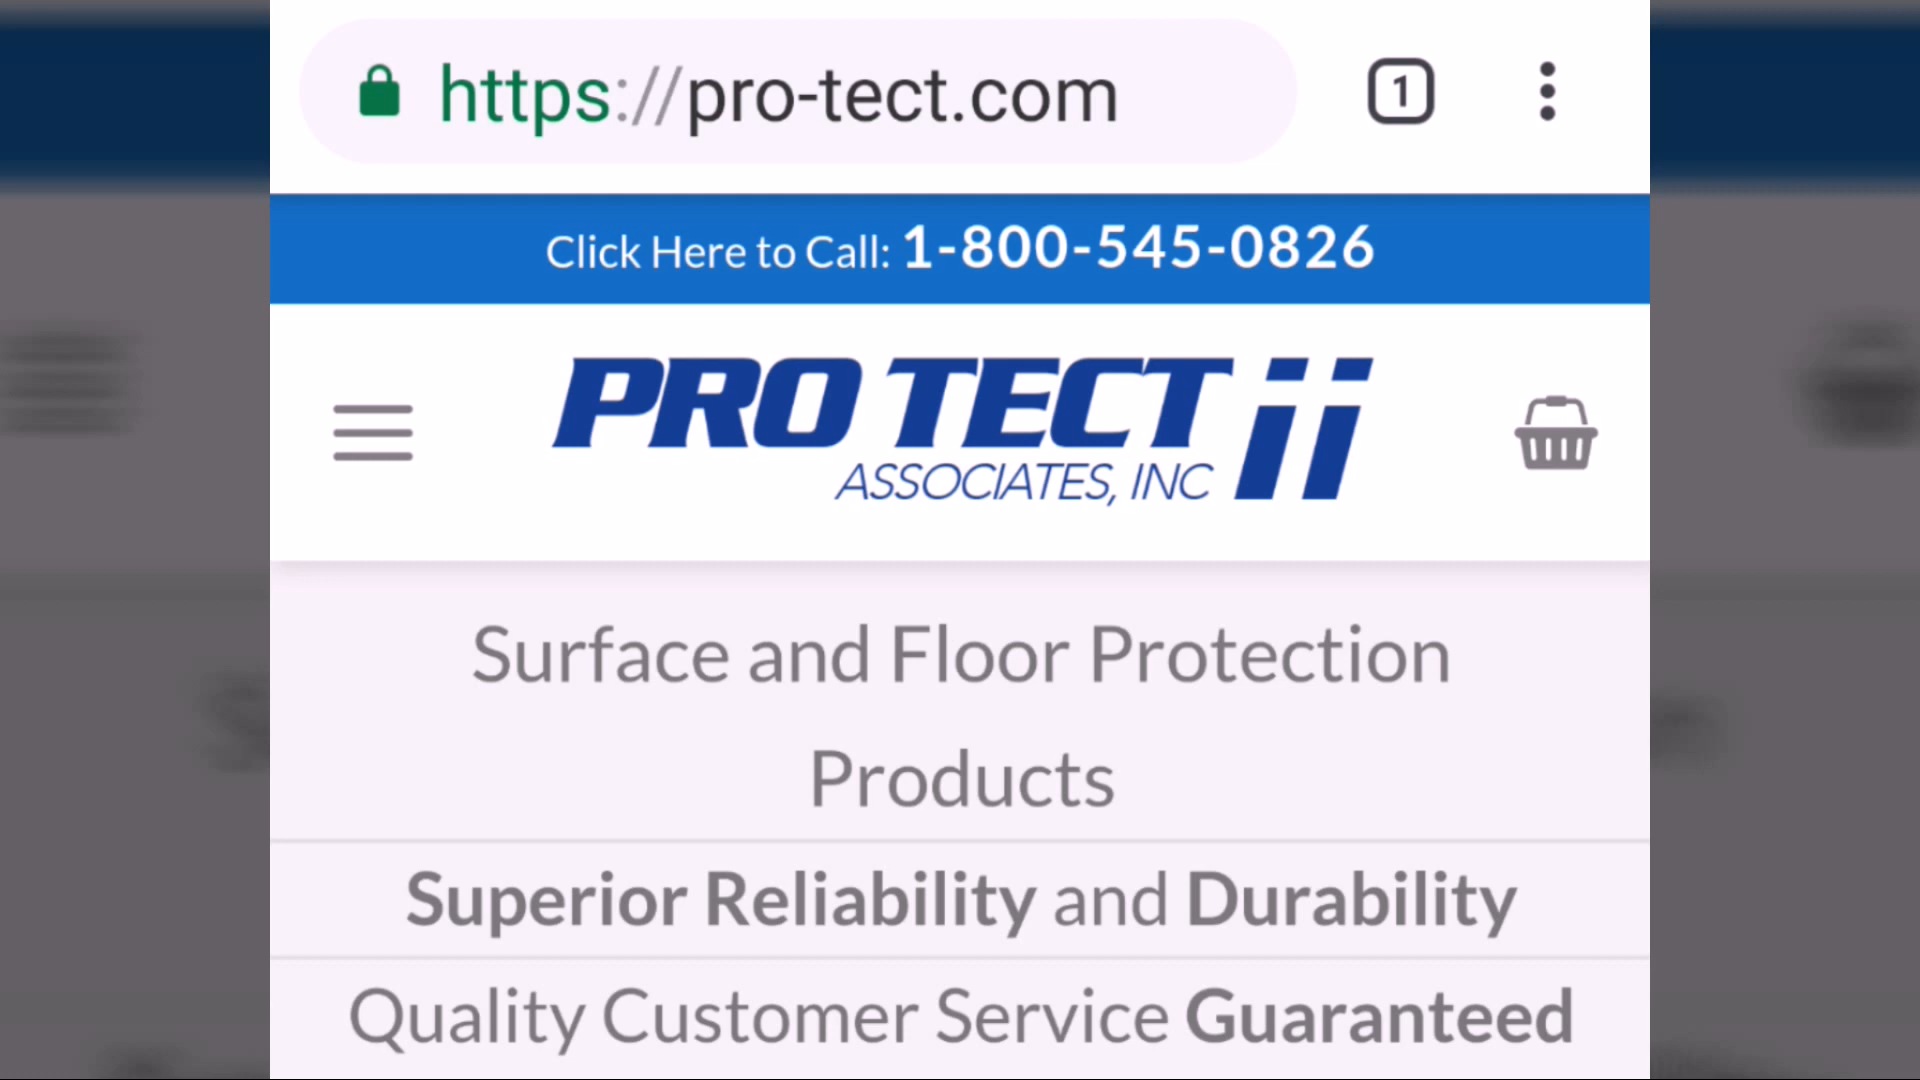 https://pro-tect.com
1
Click Here to Call: 1-800-545-0826
PRO TECT ii
ASSOCIATES, INC
Surface and Floor Protection
Products
Superior Reliability and Durability
Quality Customer Service Guaranteed